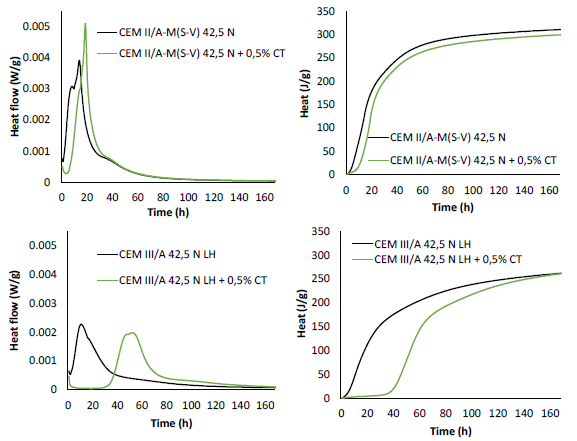 0.005
0.004
0.003
0.002
0.001
0
Heat flow (W/g)
CEM II/A-M(S-V) 42,5 N
CEM II/A-M(S-V) 42,5 N + 0,5% CT
0 20 40 60 80 100 120 140 160
Time (h)
350
300
250
200
150
100
50
0
Heat (J/g)
CEM II/A-M(S-V) 42,5 N
CEM II/A-M(S-V) 42,5 N + 0,5% CT
0 20 40 60 80 100 120 140 160
Time (h)
0.005
0.004
0.003
0.002
0.001
0
Heat flow (W/g)
CEM III/A 42,5 N LH
CEM III/A 42,5 N LH + 0,5% CT
0 20 40 60 80 100 120 140 160
Time (h)
350
300
250
200
150
100
50
0
Heat (J/g)
CEM III/A 42,5 N LH
CEM III/A 42,5 N LH + 0,5% CT
0 20 40 60 80 100 120 140 160
Time (h)